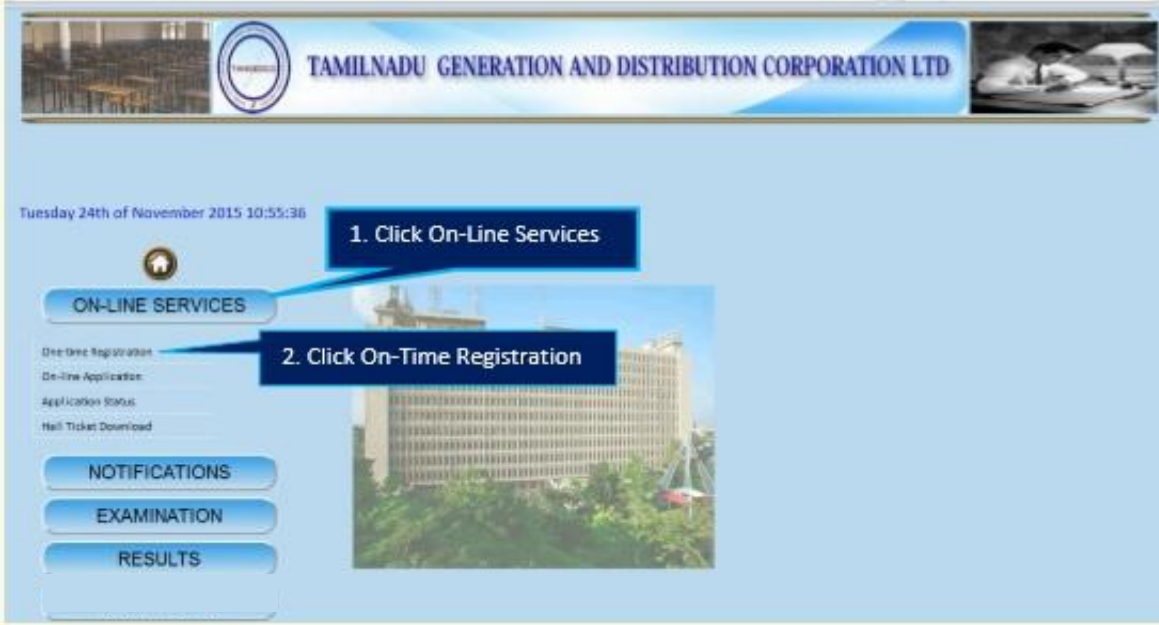 TANGEDCO
TAMILNADU GENERATION AND DISTRIBUTION CORPORATION LTD
Tuesday 24th of November 2015 10:55:36
1. Click On-Line Services
ON-LINE SERVICES
One time Registration
2. Click On-Time Registration
On-line Application
Application Status
Hall Ticket Download
NOTIFICATIONS
EXAMINATION
RESULTS